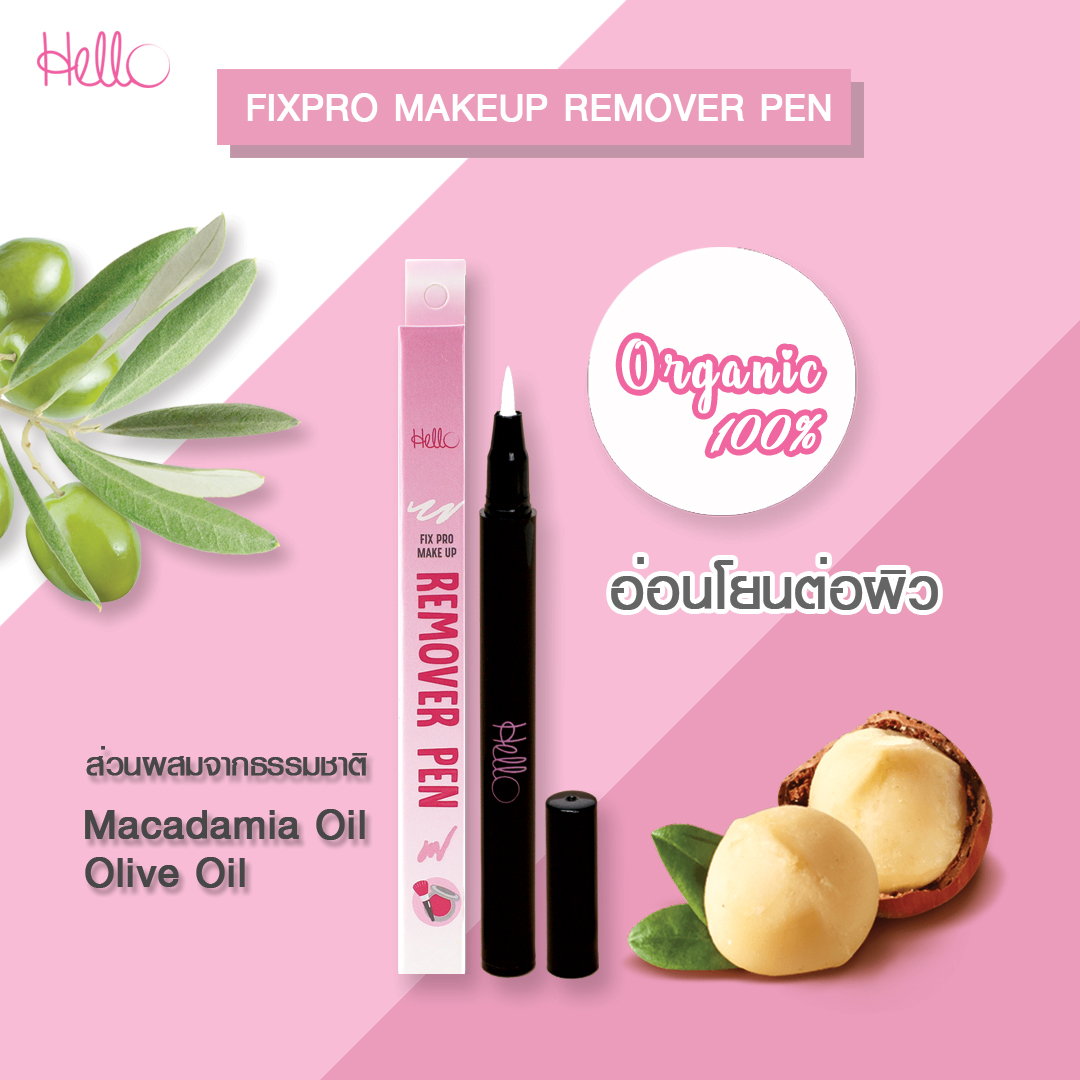 Hello
FIXPRO MAKEUP REMOVER PEN
Organic
100%
อ่อนโยนต่อผิว
Hello
FIX PRO
MAKE UP
REMOVER PEN
Hello
ส่วนผสมจากธรรมชาติ
Macadamia Oil
Olive Oil